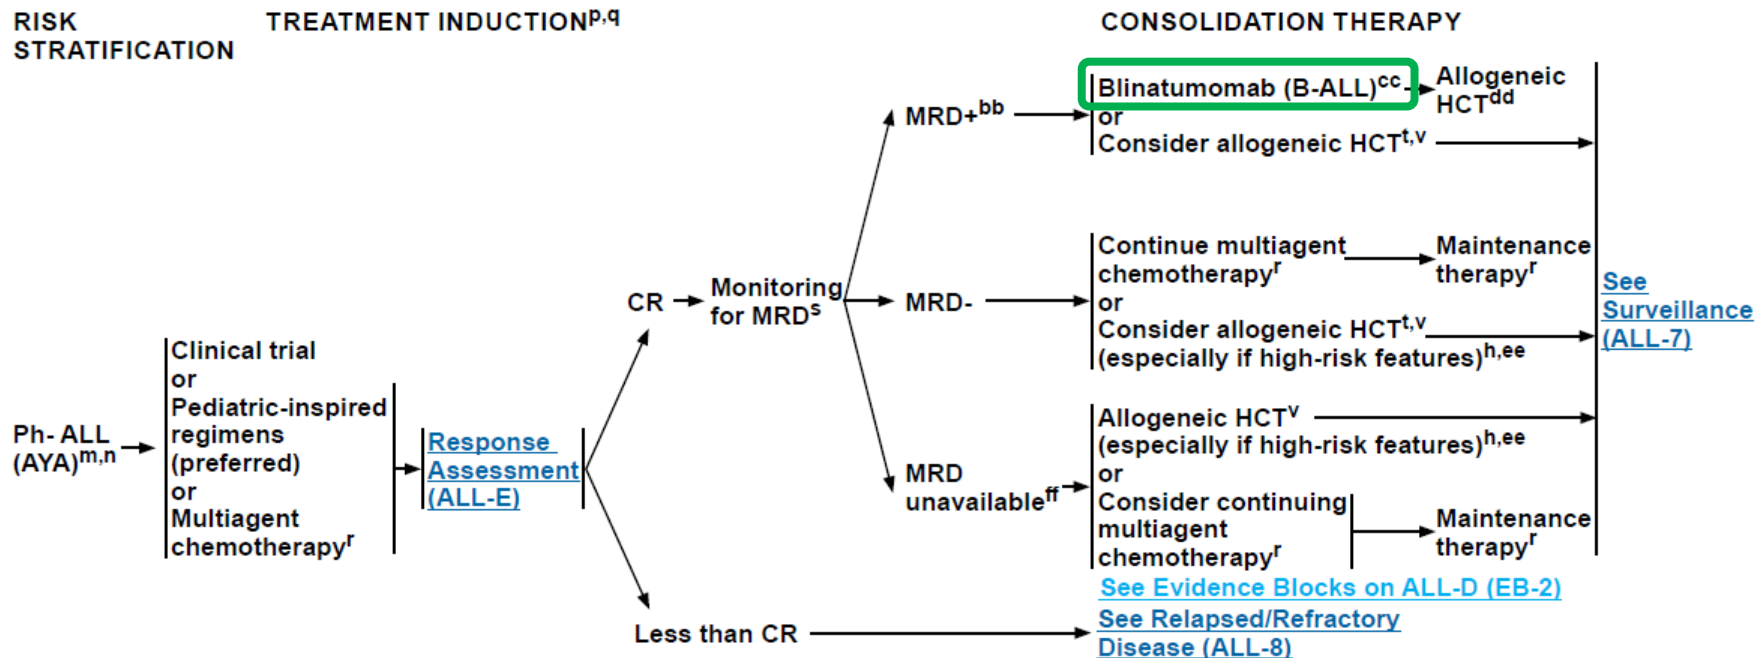 RISK
STRATIFICATION
TREATMENT INDUCTIONp,q
CONSOLIDATION THERAPY
Ph- ALL
(AYA)m,n
Clinical trial
or
Pediatric-inspired
regimens
(preferred)
or
Multiagent
chemotherapyr
Response
Assessment
(ALL-E)
CR
Monitoring
for MRDs
MRD+bb
Blinatumomab (B-ALL)cc
or
Consider allogeneic HCTt,v
Allogeneic
HCTdd
MRD-
Continue multiagent
chemotherapyr
or
Consider allogeneic HCTt,v
(especially if high-risk features)h,ee
Maintenance
therapyr
MRD
unavailableff
Allogeneic HCTv
(especially if high-risk features)h,ee
or
Consider continuing
multiagent
chemotherapyr
Maintenance
therapyr
See
Surveillance
(ALL-7)
See Evidence Blocks on ALL-D (EB-2)
Less than CR
See Relapsed/Refractory
Disease (ALL-8)